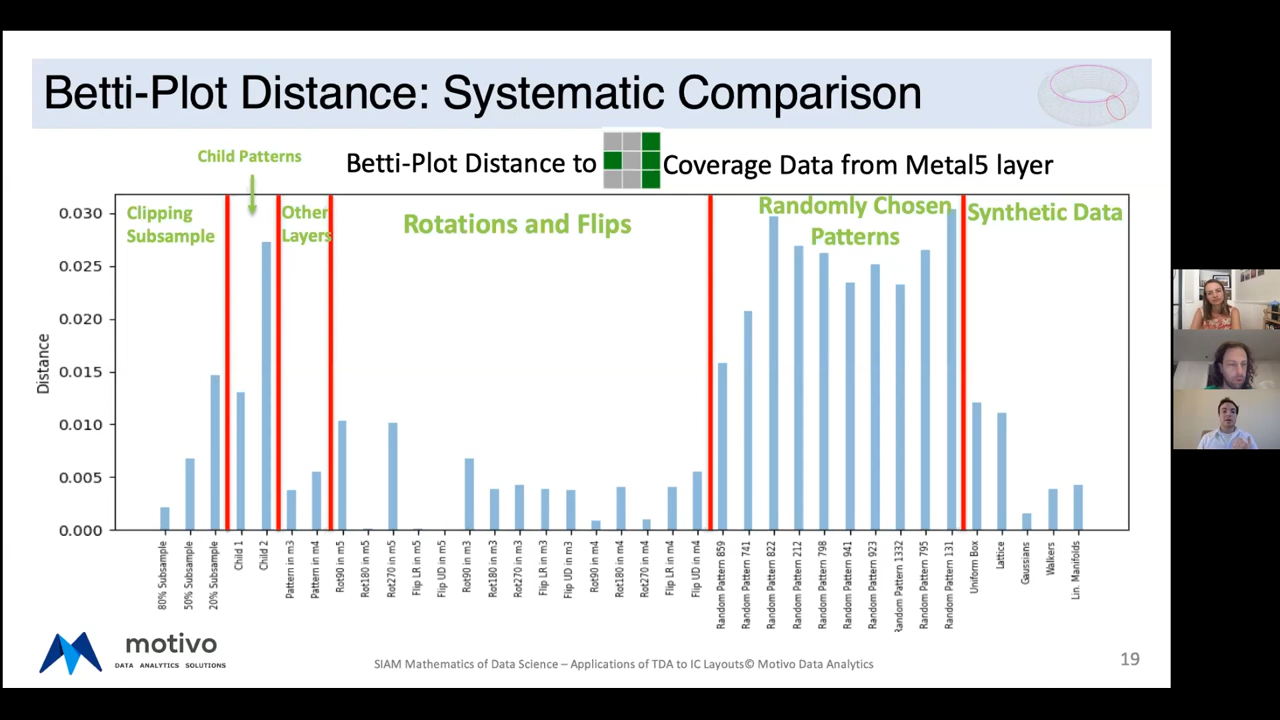 Betti-Plot Distance: Systematic Comparison
Child Patterns
Betti-Plot Distance to Coverage Data from Metal5 layer
Clipping
Subsample
Other
Layers
Rotations and Flips
Randomly Chosen
Patterns
Synthetic Data
Distance
0.030
0.025
0.020
0.015
0.010
0.005
0.000
80% Subsample
50% Subsample
20% Subsample
Child 1
Child 2
Pattern in m3
Pattern in m4
Rot90 in m5
Rot180 in m5
Rot270 in m5
Flip LR in m5
Flip UD in m5
Rot90 in m3
Rot180 in m3
Rot270 in m3
Flip LR in m3
Flip UD in m3
Rot90 in m4
Rot180 in m4
Rot270 in m4
Flip LR in m4
Flip UD in m4
Random Pattern 859
Random Pattern 741
Random Pattern 822
Random Pattern 212
Random Pattern 798
Random Pattern 941
Random Pattern 923
Random Pattern 1332
Random Pattern 795
Random Pattern 131
Uniform Box
Lattice
Gaussians
Walkers
Lin. Manifolds
motivo
DATA ANALYTICS SOLUTIONS
SIAM Mathematics of Data Science – Applications of TDA to IC Layouts© Motivo Data Analytics
19